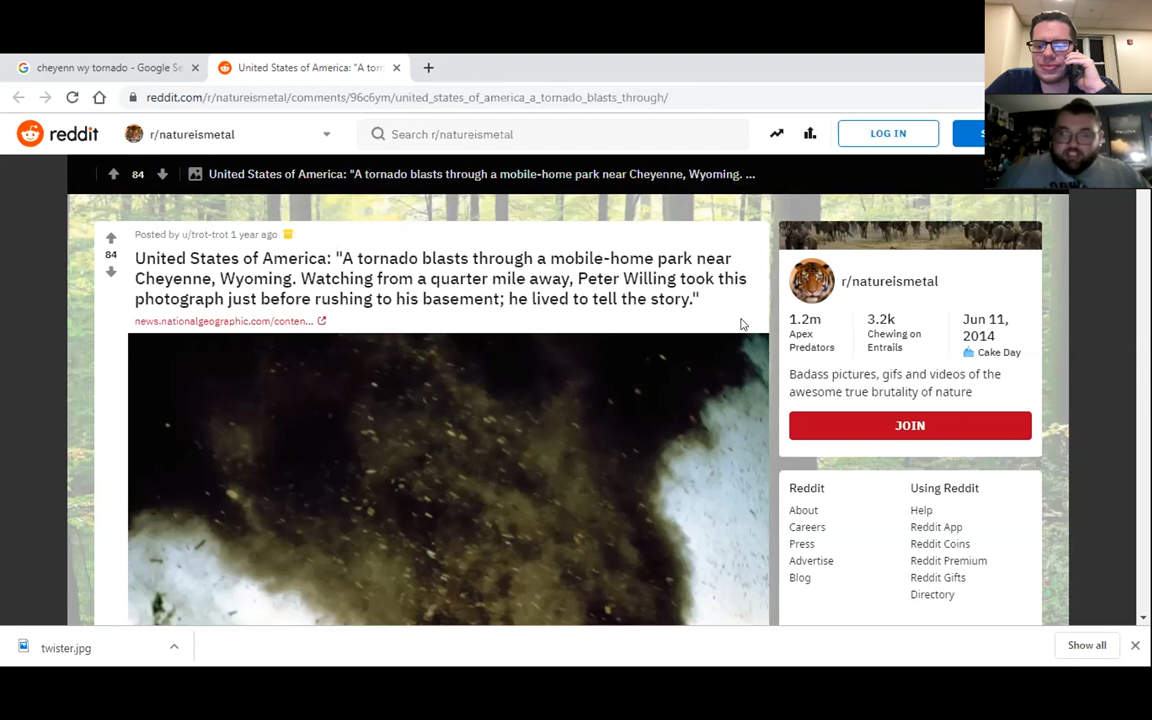 cheyenn wy tornado - Google Se
United States of America: "A torn
reddit.com/r/natureismetal/comments/96c6ym/united_states_of_america_a_tornado_blasts_through/
reddit
r/natureismetal
Search r/natureismetal
LOG IN
84
United States of America: "A tornado blasts through a mobile-home park near Cheyenne, Wyoming. ...
Posted by u/trot-trot 1 year ago
84
United States of America: "A tornado blasts through a mobile-home park near
Cheyenne, Wyoming. Watching from a quarter mile away, Peter Willing took this
photograph just before rushing to his basement; he lived to tell the story."
news.nationalgeographic.com/conten...
r/natureismetal
1.2m
Apex
Predators
3.2k
Chewing on
Entrails
Jun 11,
2014
Cake Day
Badass pictures, gifs and videos of the
awesome true brutality of nature
JOIN
Reddit
About
Careers
Press
Advertise
Blog
Using Reddit
Help
Reddit App
Reddit Coins
Reddit Premium
Reddit Gifts
Directory
twister.jpg
Show all